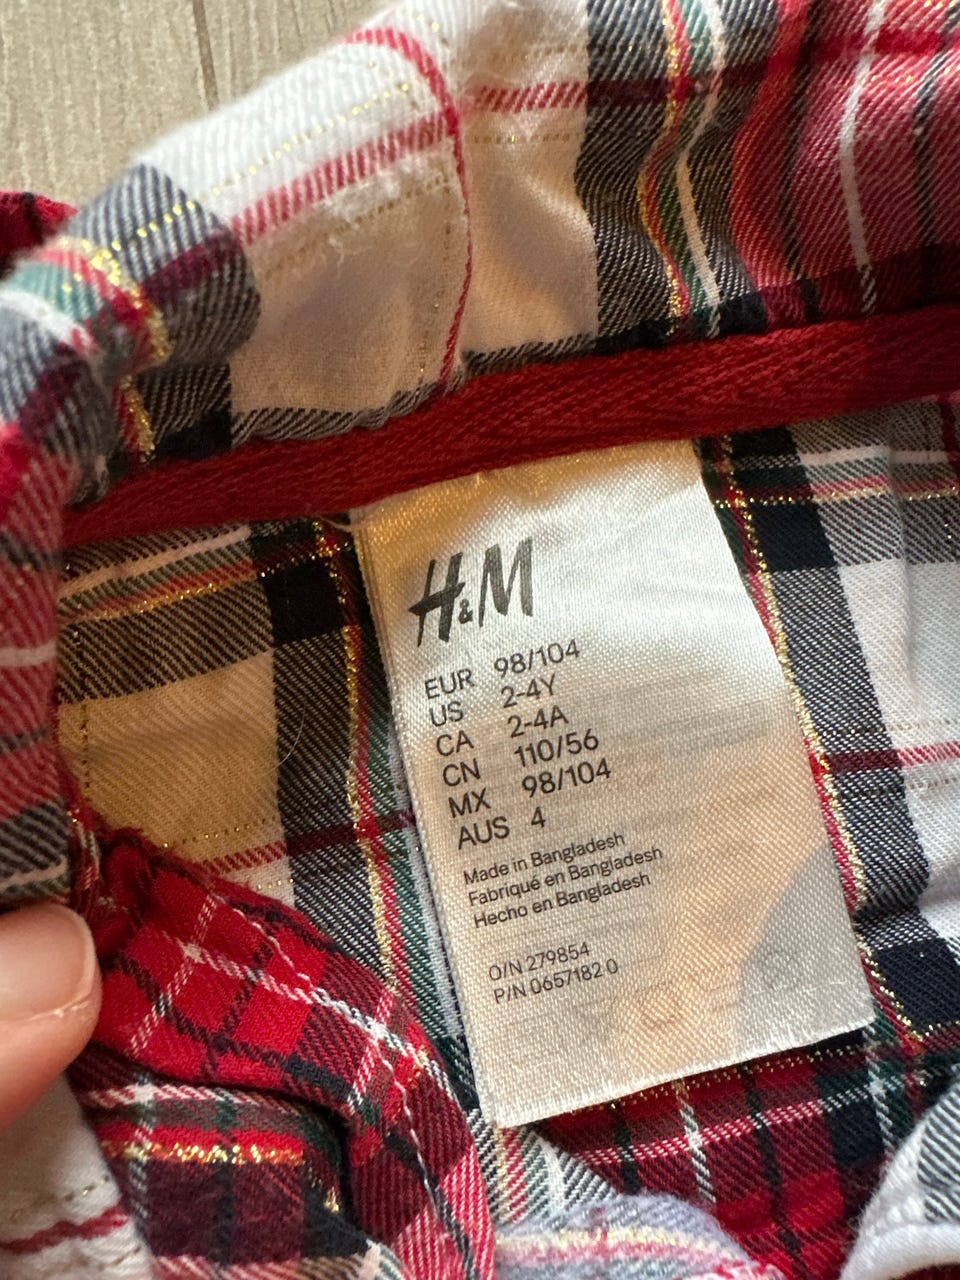 H&M
EUR 98/104
US 2-4Y
CA 2-4A
CN 110/56
MX 98/104
AUS 4
Made in Bangladesh
Fabriqué en Bangladesh
Hecho en Bangladesh
O/N 279854
P/N 0657182 0